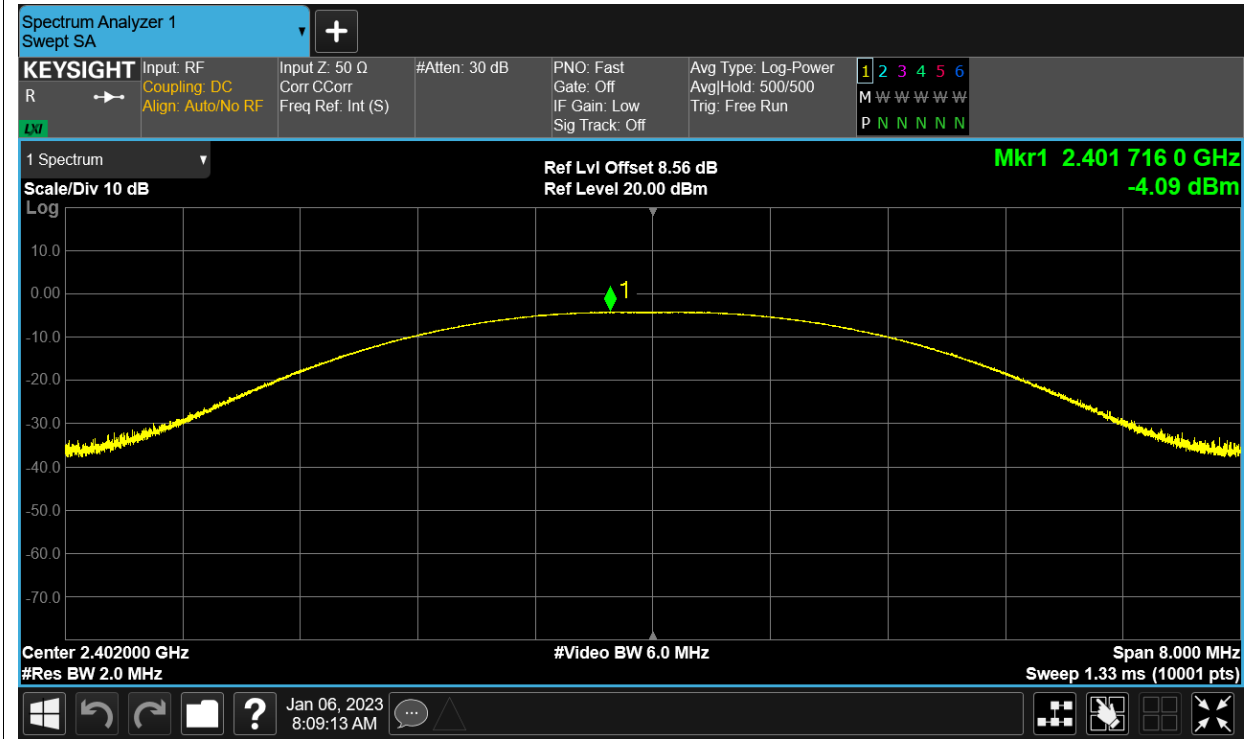 Spectrum Analyzer 1
Swept SA
KEYSIGHT
R
LXI
Input: RF
Coupling: DC
Align: Auto/No RF
Input Z: 50 Ω
Corr CCorr
Freq Ref: Int (S)
#Atten: 30 dB
PNO: Fast
Gate: Off
IF Gain: Low
Sig Track: Off
Avg Type: Log-Power
Avg|Hold: 500/500
Trig: Free Run
1 2 3 4 5 6
M W W W W W
P N N N N N
1 Spectrum
Scale/Div 10 dB
Log
Ref Lvl Offset 8.56 dB
Ref Level 20.00 dBm
Mkr1 2.401 716 0 GHz
-4.09 dBm
10.0
0.00
-10.0
-20.0
-30.0
-40.0
-50.0
-60.0
-70.0
1
Center 2.402000 GHz
#Res BW 2.0 MHz
#Video BW 6.0 MHz
Span 8.000 MHz
Sweep 1.33 ms (10001 pts)
?
Jan 06, 2023
8:09:13 AM